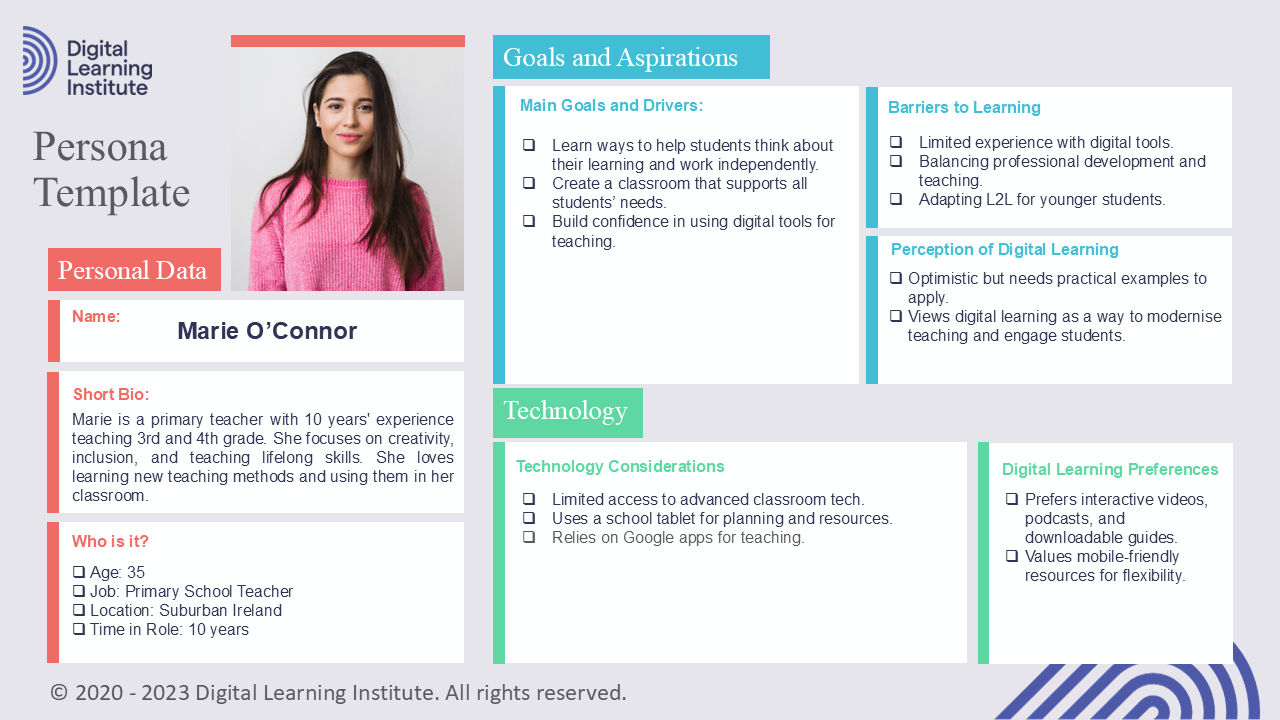 Digital
Learning
Institute
Persona
Template
Personal Data
Name:
Marie O’Connor
Short Bio:
Marie is a primary teacher with 10 years' experience
teaching 3rd and 4th grade. She focuses on creativity,
inclusion, and teaching lifelong skills. She loves
learning new teaching methods and using them in her
classroom.
Who is it?
❑ Age: 35
❑ Job: Primary School Teacher
❑ Location: Suburban Ireland
❑ Time in Role: 10 years
Goals and Aspirations
Main Goals and Drivers:
❑ Learn ways to help students think about
their learning and work independently.
❑ Create a classroom that supports all
students’ needs.
❑ Build confidence in using digital tools for
teaching.
Barriers to Learning
❑ Limited experience with digital tools.
❑ Balancing professional development and
teaching.
❑ Adapting L2L for younger students.
Perception of Digital Learning
❑ Optimistic but needs practical examples to
apply.
❑ Views digital learning as a way to modernise
teaching and engage students.
Technology
Technology Considerations
❑ Limited access to advanced classroom tech.
❑ Uses a school tablet for planning and resources.
❑ Relies on Google apps for teaching.
Digital Learning Preferences
❑ Prefers interactive videos,
podcasts, and
downloadable guides.
❑ Values mobile-friendly
resources for flexibility.
© 2020 - 2023 Digital Learning Institute. All rights reserved.